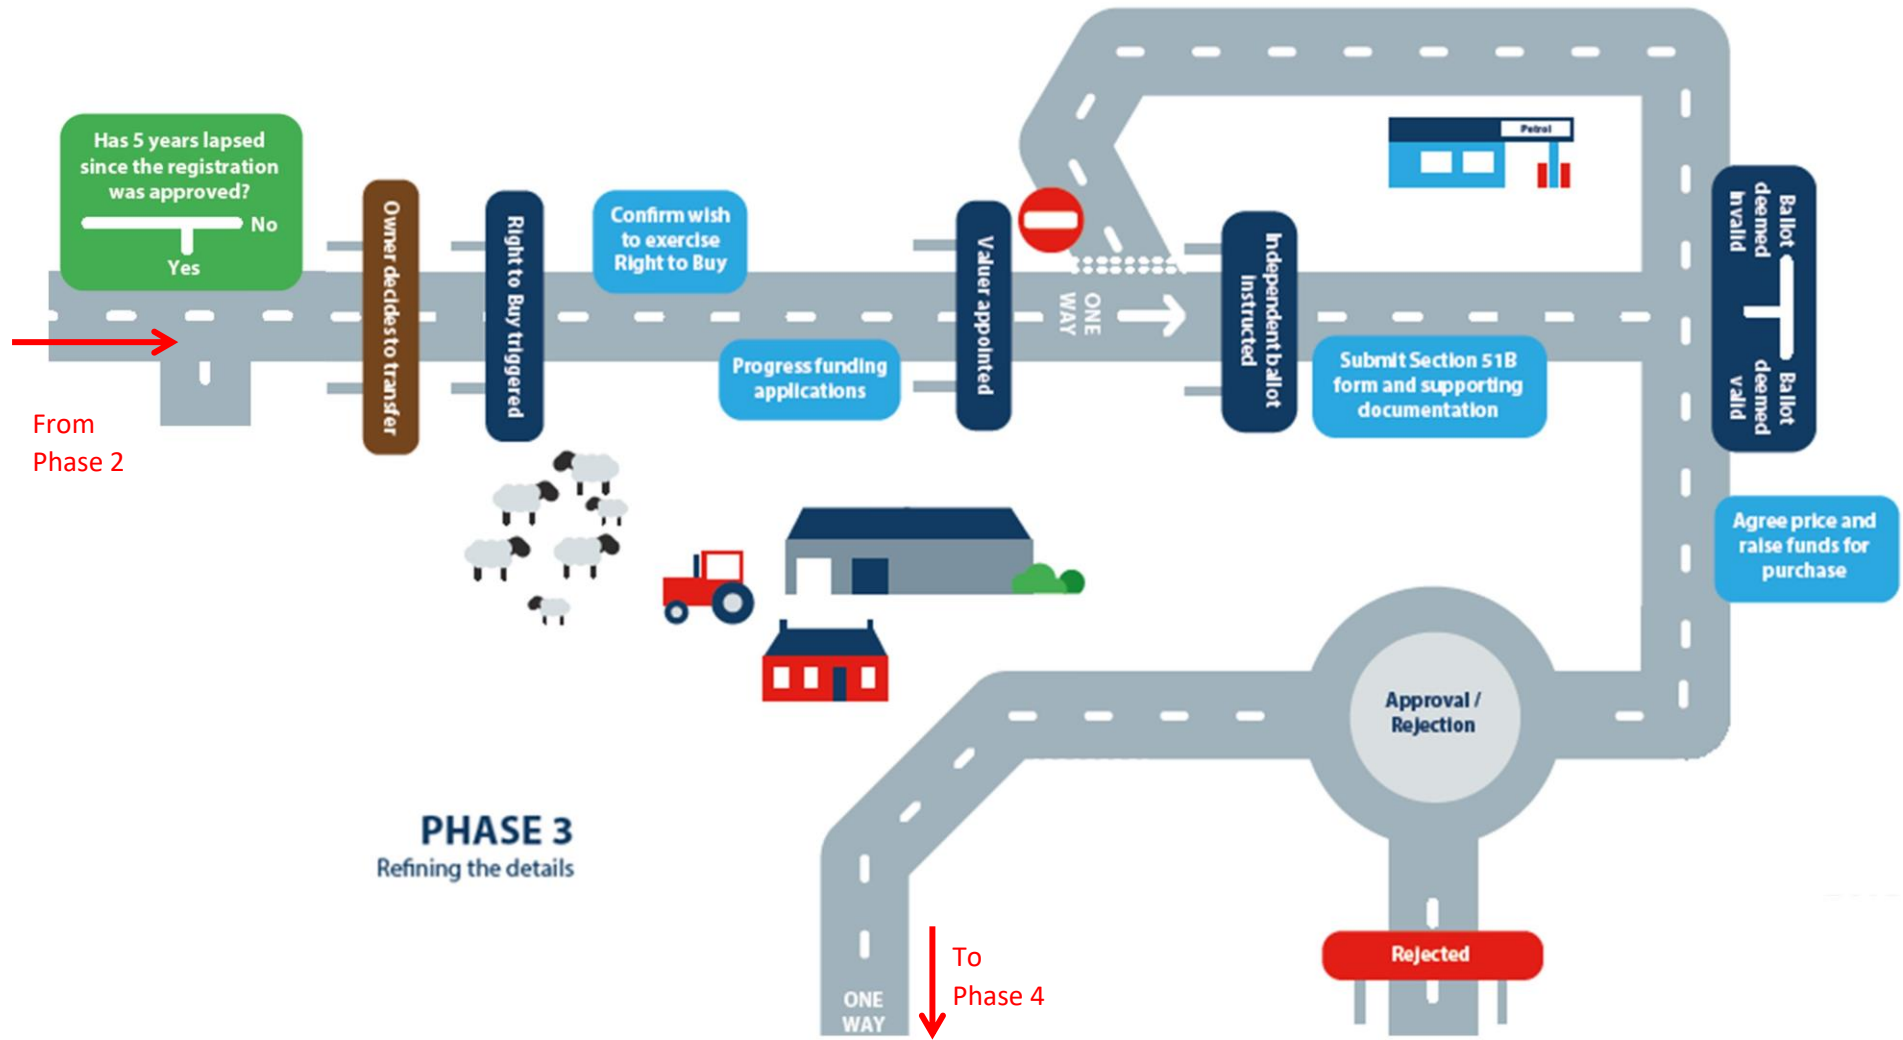 Has 5 years lapsed
since the registration
was approved?
No
Yes
From
Phase 2
Owner decides to transfer
Right to Buy triggered
Confirm wish
to exercise
Right to Buy
Progress funding
applications
Valuer appointed
ONE
WAY
Independent ballot
instructed
Submit Section 51B
form and supporting
documentation
Petrol
Ballot
deemed
invalid
Ballot
deemed
valid
Agree price and
raise funds for
purchase
Approval /
Rejection
Rejected
PHASE 3
Refining the details
ONE
WAY
To
Phase 4